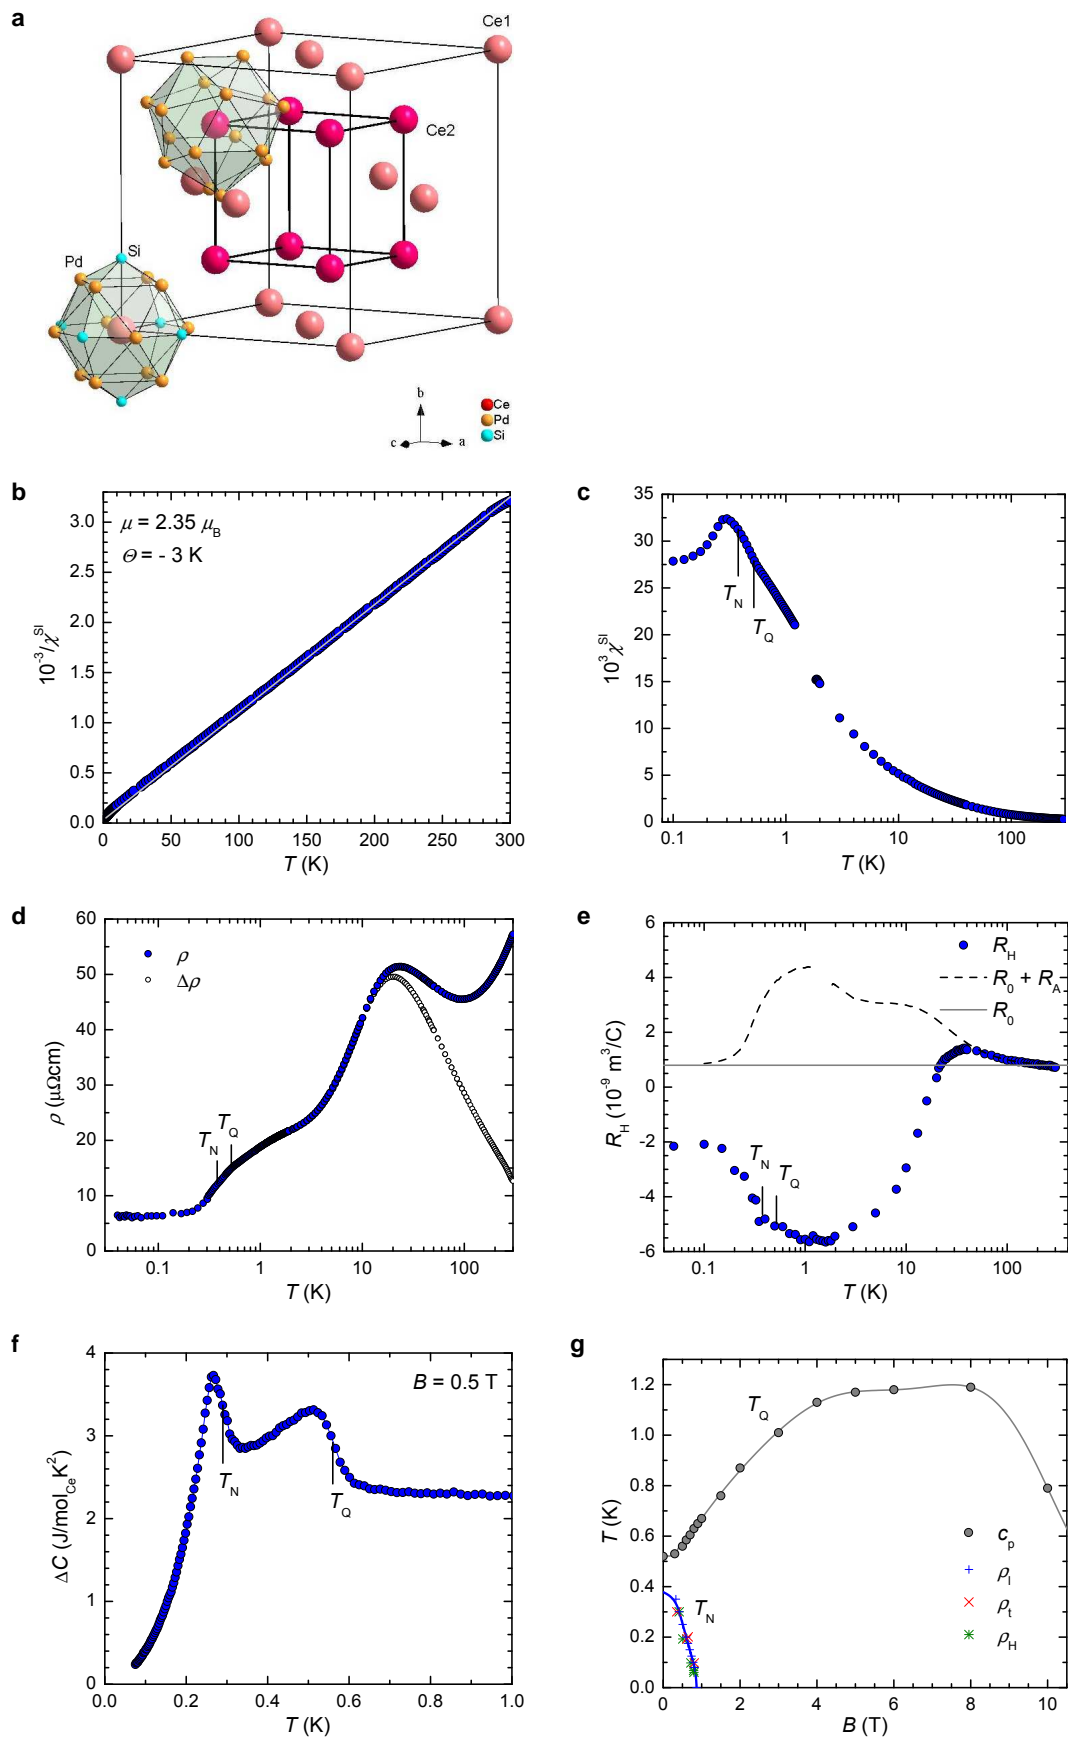 a
Ce1
Ce2
Si
Pd
b
c
a
Ce
Pd
Si
b
μ = 2.35 μB
Θ = - 3 K
10⁻³/χ^SI
3.0
2.5
2.0
1.5
1.0
0.5
0.0
0 50 100 150 200 250 300
T (K)
c
10³χ^SI
35
30
25
20
15
10
5
0
TN
TQ
0.1 1 10 100
T (K)
d
ρ (μΩcm)
60
50
40
30
20
10
0
ρ
Δρ
TN
TQ
0.1 1 10 100
T (K)
e
RH (10⁻⁹ m³/C)
6
4
2
0
-2
-4
-6
RH
R0 + RA
R0
TN
TQ
0.1 1 10 100
T (K)
f
ΔC (J/molCeK²)
4
3
2
1
0
B = 0.5 T
TN
TQ
0.0 0.2 0.4 0.6 0.8 1.0
T (K)
g
T (K)
1.2
1.0
0.8
0.6
0.4
0.2
0.0
TQ
TN
cp
ρl
ρt
ρH
0 2 4 6 8 10
B (T)